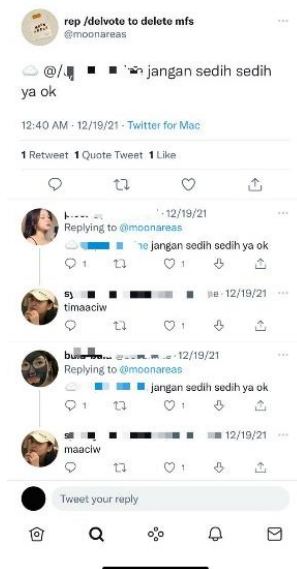 rep /delvote to delete mfs
@moonareas
@/ jangan sedih sedih
ya ok
12:40 AM · 12/19/21 · Twitter for Mac
1 Retweet 1 Quote Tweet 1 Like
· 12/19/21
Replying to @moonareas
jangan sedih sedih ya ok
1 1
· 12/19/21
timaaciw
1
· 12/19/21
Replying to @moonareas
jangan sedih sedih ya ok
1 1
12/19/21
maaciw
1
Tweet your reply